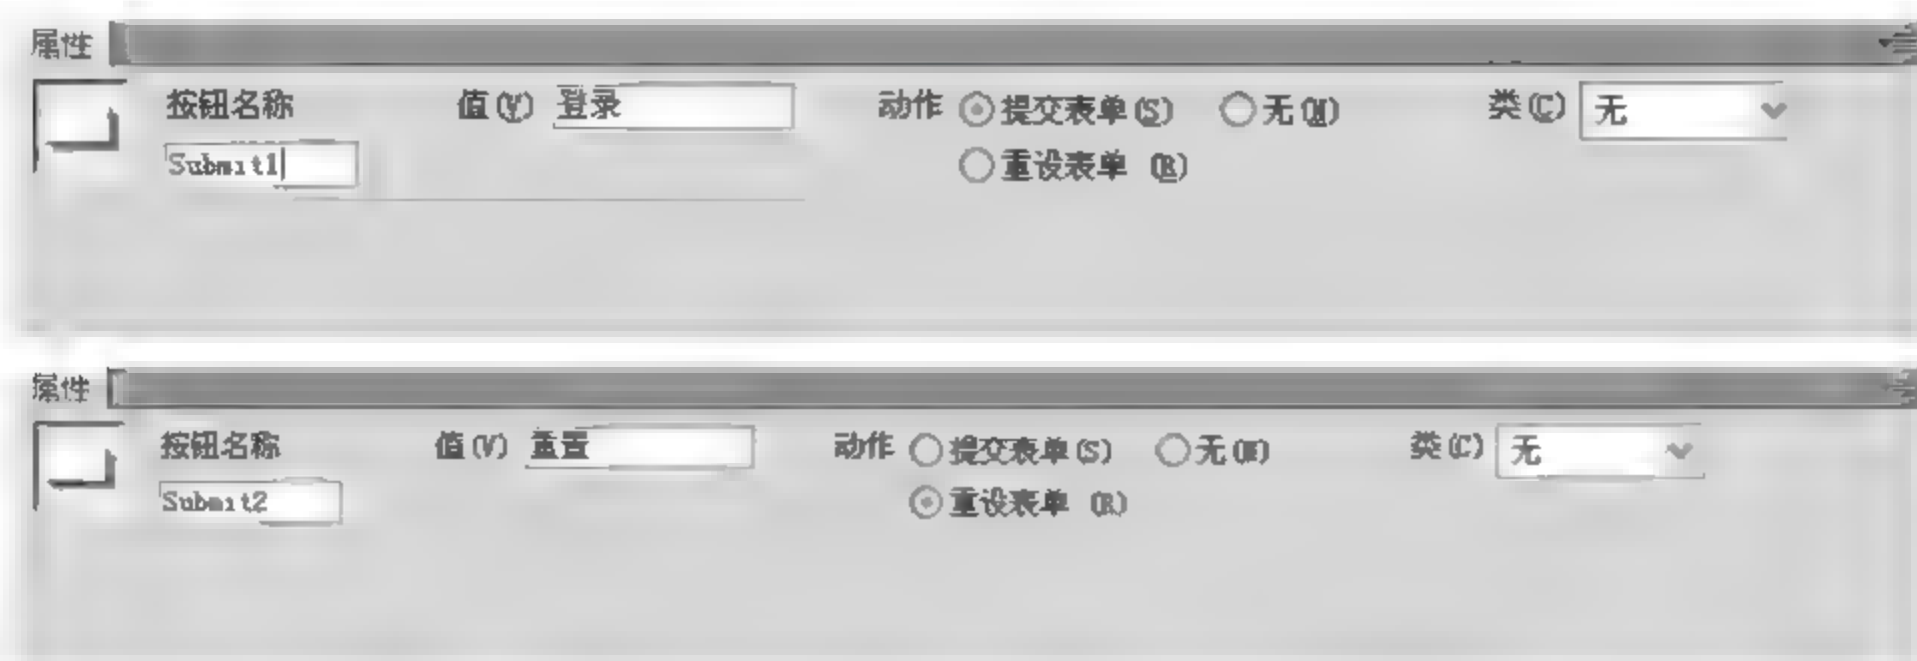 属性
按钮名称 值(V) 登录 动作 提交表单(S) 无(N) 类(C) 无
Submit1 重设表单 (R)
属性
按钮名称 值(V) 重置 动作 提交表单(S) 无(N) 类(C) 无
Submit2 重设表单 (R)